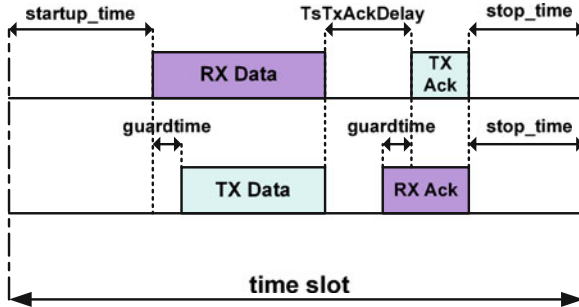 startup_time
TsTxAckDelay
stop_time
RX Data
TX
Ack
guardtime
guardtime
stop_time
TX Data
RX Ack
time slot